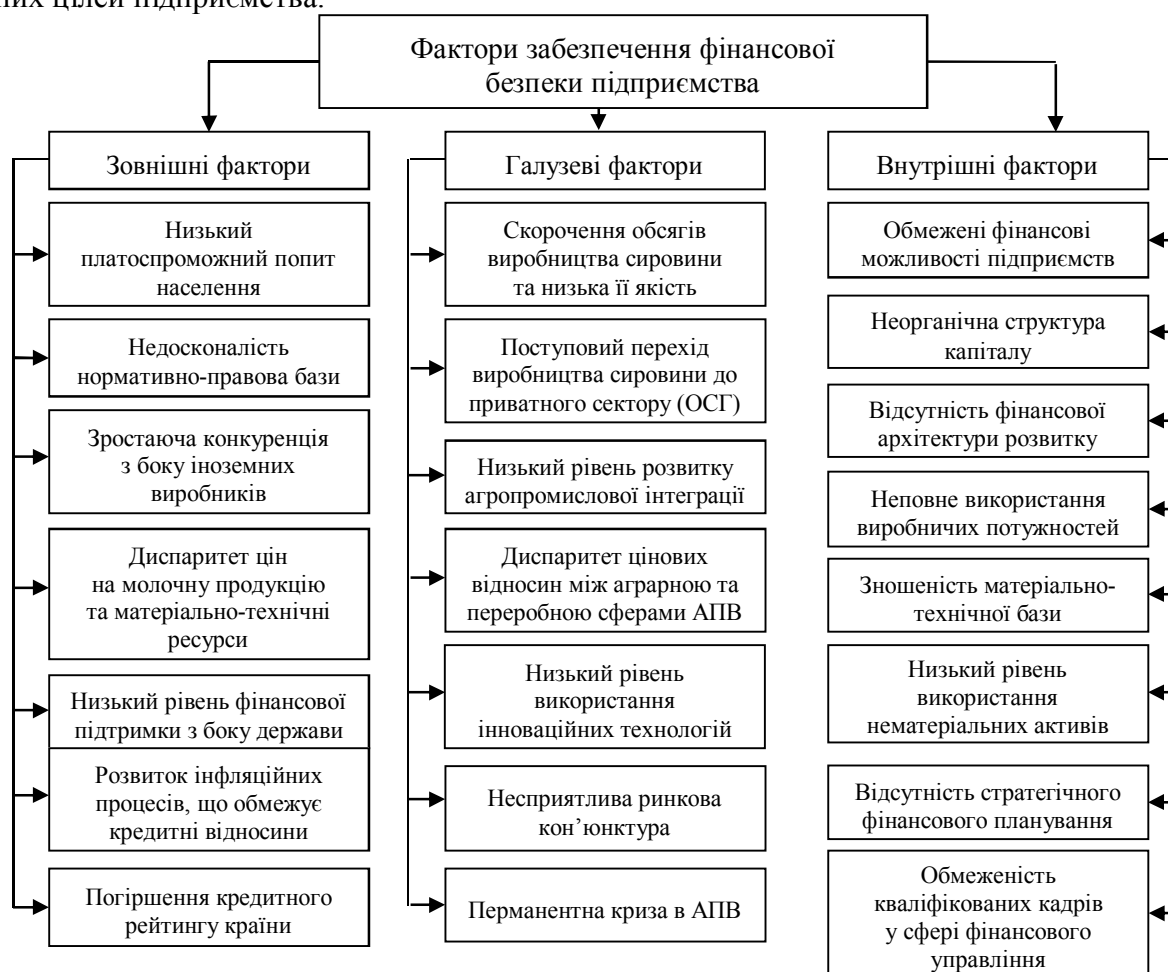 них цілей підприємства.
Фактори забезпечення фінансової
безпеки підприємства
Зовнішні фактори
Низький
платоспроможний попит
населення
Недосконалість
нормативно-правова бази
Зростаюча конкуренція
з боку іноземних
виробників
Диспаритет цін
на молочну продукцію
та матеріально-технічні
ресурси
Низький рівень фінансової
підтримки з боку держави
Розвиток інфляційних
процесів, що обмежує
кредитні відносини
Погіршення кредитного
рейтингу країни
Галузеві фактори
Скорочення обсягів
виробництва сировини
та низька її якість
Поступовий перехід
виробництва сировини до
приватного сектору (ОСГ)
Низький рівень розвитку
агропромислової інтеграції
Диспаритет цінових
відносин між аграрною та
переробною сферами АПВ
Низький рівень
використання
інноваційних технологій
Несприятлива ринкова
кон’юнктура
Перманентна криза в АПВ
Внутрішні фактори
Обмежені фінансові
можливості підприємств
Неорганічна структура
капіталу
Відсутність фінансової
архітектури розвитку
Неповне використання
виробничих потужностей
Зношеність матеріально-
технічної бази
Низький рівень
використання
нематеріальних активів
Відсутність стратегічного
фінансового планування
Обмеженість
кваліфікованих кадрів
у сфері фінансового
управління